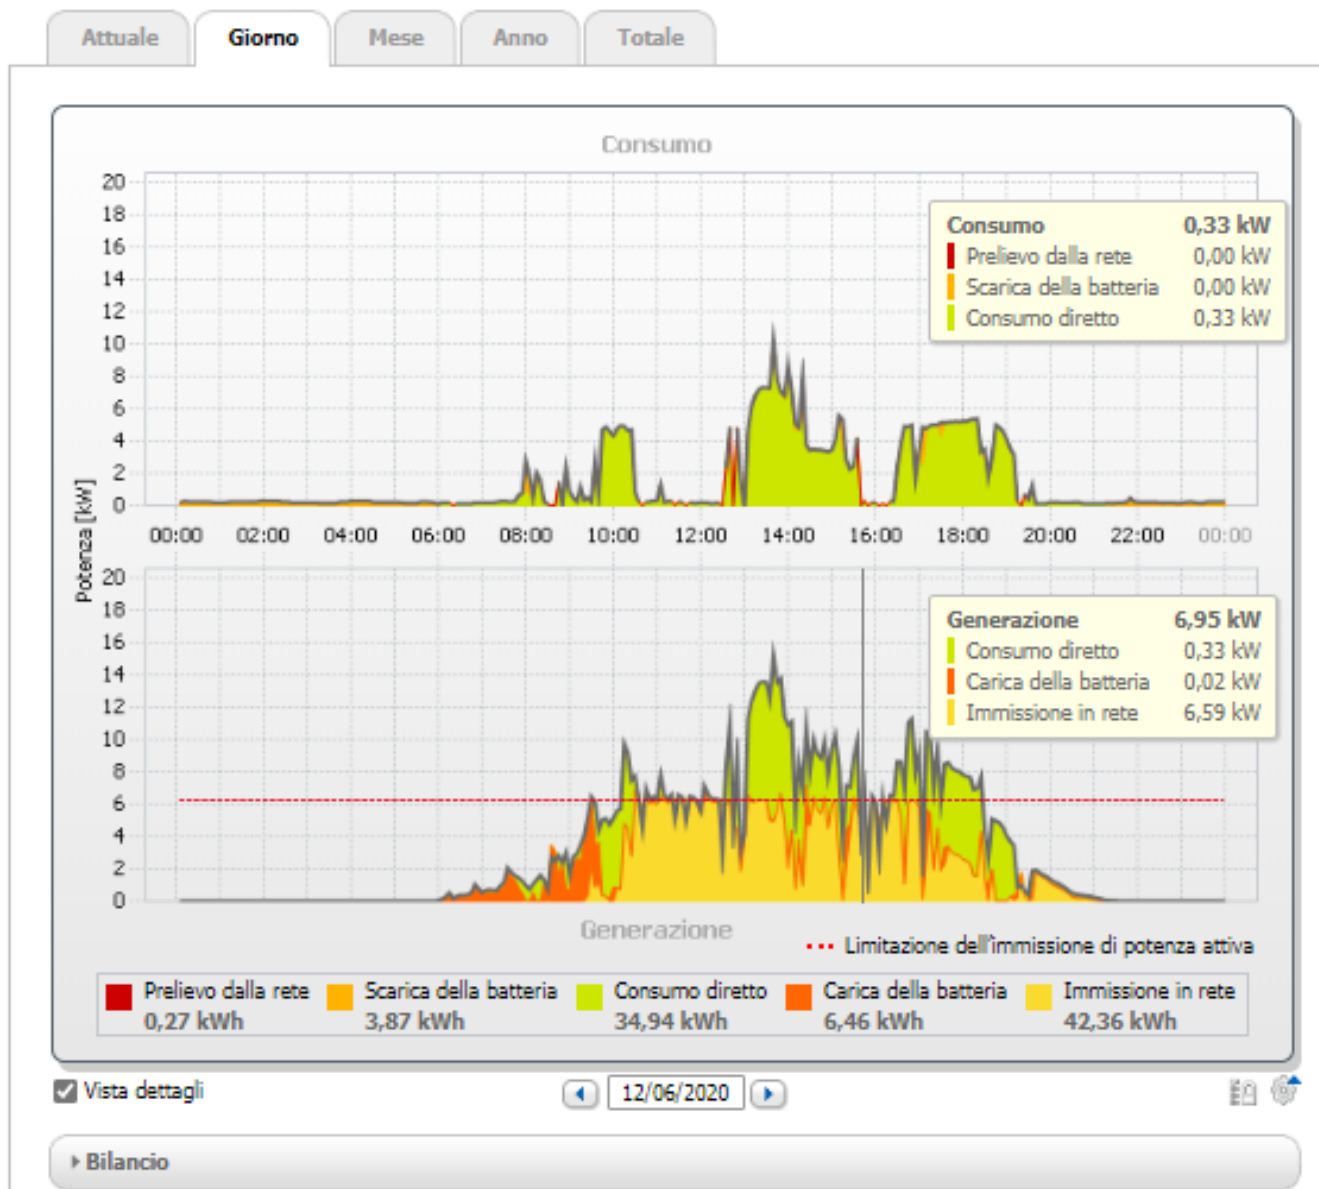 Attuale Giorno Mese Anno Totale
Consumo
20
18
16
14
12
10
8
6
4
2
0
Consumo 0,33 kW
Prelievo dalla rete 0,00 kW
Scarica della batteria 0,00 kW
Consumo diretto 0,33 kW
00:00 02:00 04:00 06:00 08:00 10:00 12:00 14:00 16:00 18:00 20:00 22:00 00:00
Potenza [kW]
20
18
16
14
12
10
8
6
4
2
0
Generazione 6,95 kW
Consumo diretto 0,33 kW
Carica della batteria 0,02 kW
Immissione in rete 6,59 kW
Generazione
Limitazione dell'immissione di potenza attiva
Prelievo dalla rete Scarica della batteria Consumo diretto Carica della batteria Immissione in rete
0,27 kWh 3,87 kWh 34,94 kWh 6,46 kWh 42,36 kWh
Vista dettagli 12/06/2020
Bilancio